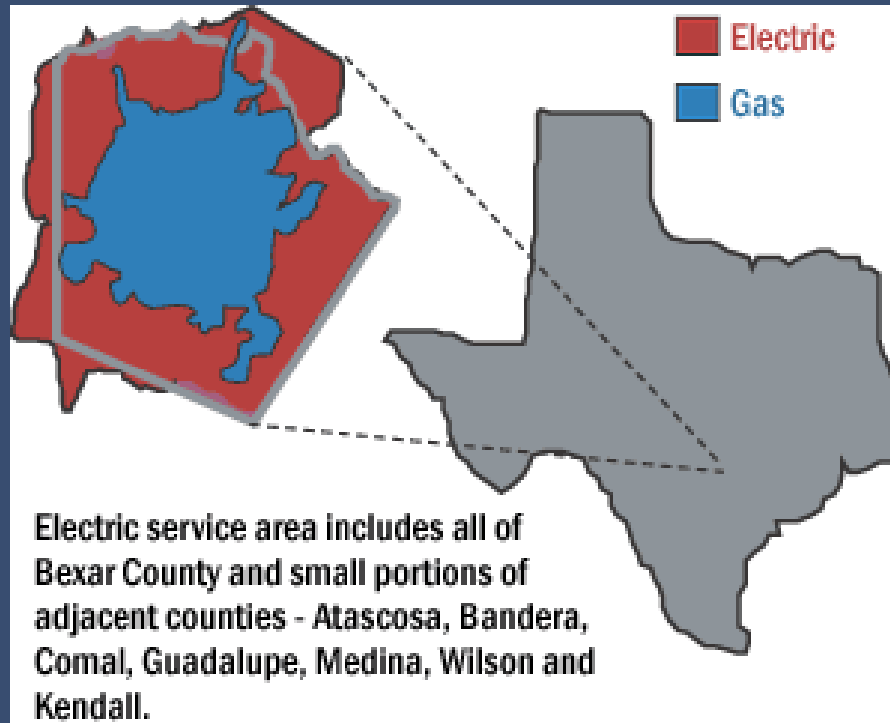 Electric
Gas
Electric service area includes all of
Bexar County and small portions of
adjacent counties - Atascosa, Bandera,
Comal, Guadalupe, Medina, Wilson and
Kendall.